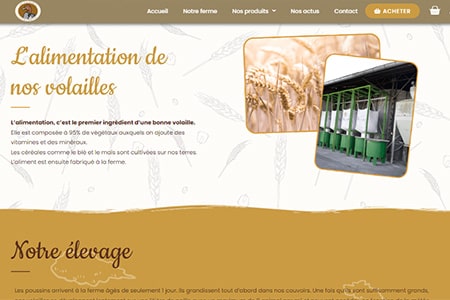 Accueil Notre ferme Nos produits Nos actus Contact ACHETER
L'alimentation de
nos volailles
L'alimentation, c'est le premier ingrédient d'une bonne volaille.
Elle est composée à 95% de végétaux auxquels on ajoute des
vitamines et des minéraux.
Les céréales comme le blé et le maïs sont cultivées sur nos terres.
L'aliment est ensuite fabriqué à la ferme.
Notre élevage
Les poussins arrivent à la ferme âgés de seulement 1 jour. Ils grandissent tout d'abord dans nos couvoirs. Une fois qu'ils sont suffisamment grands,